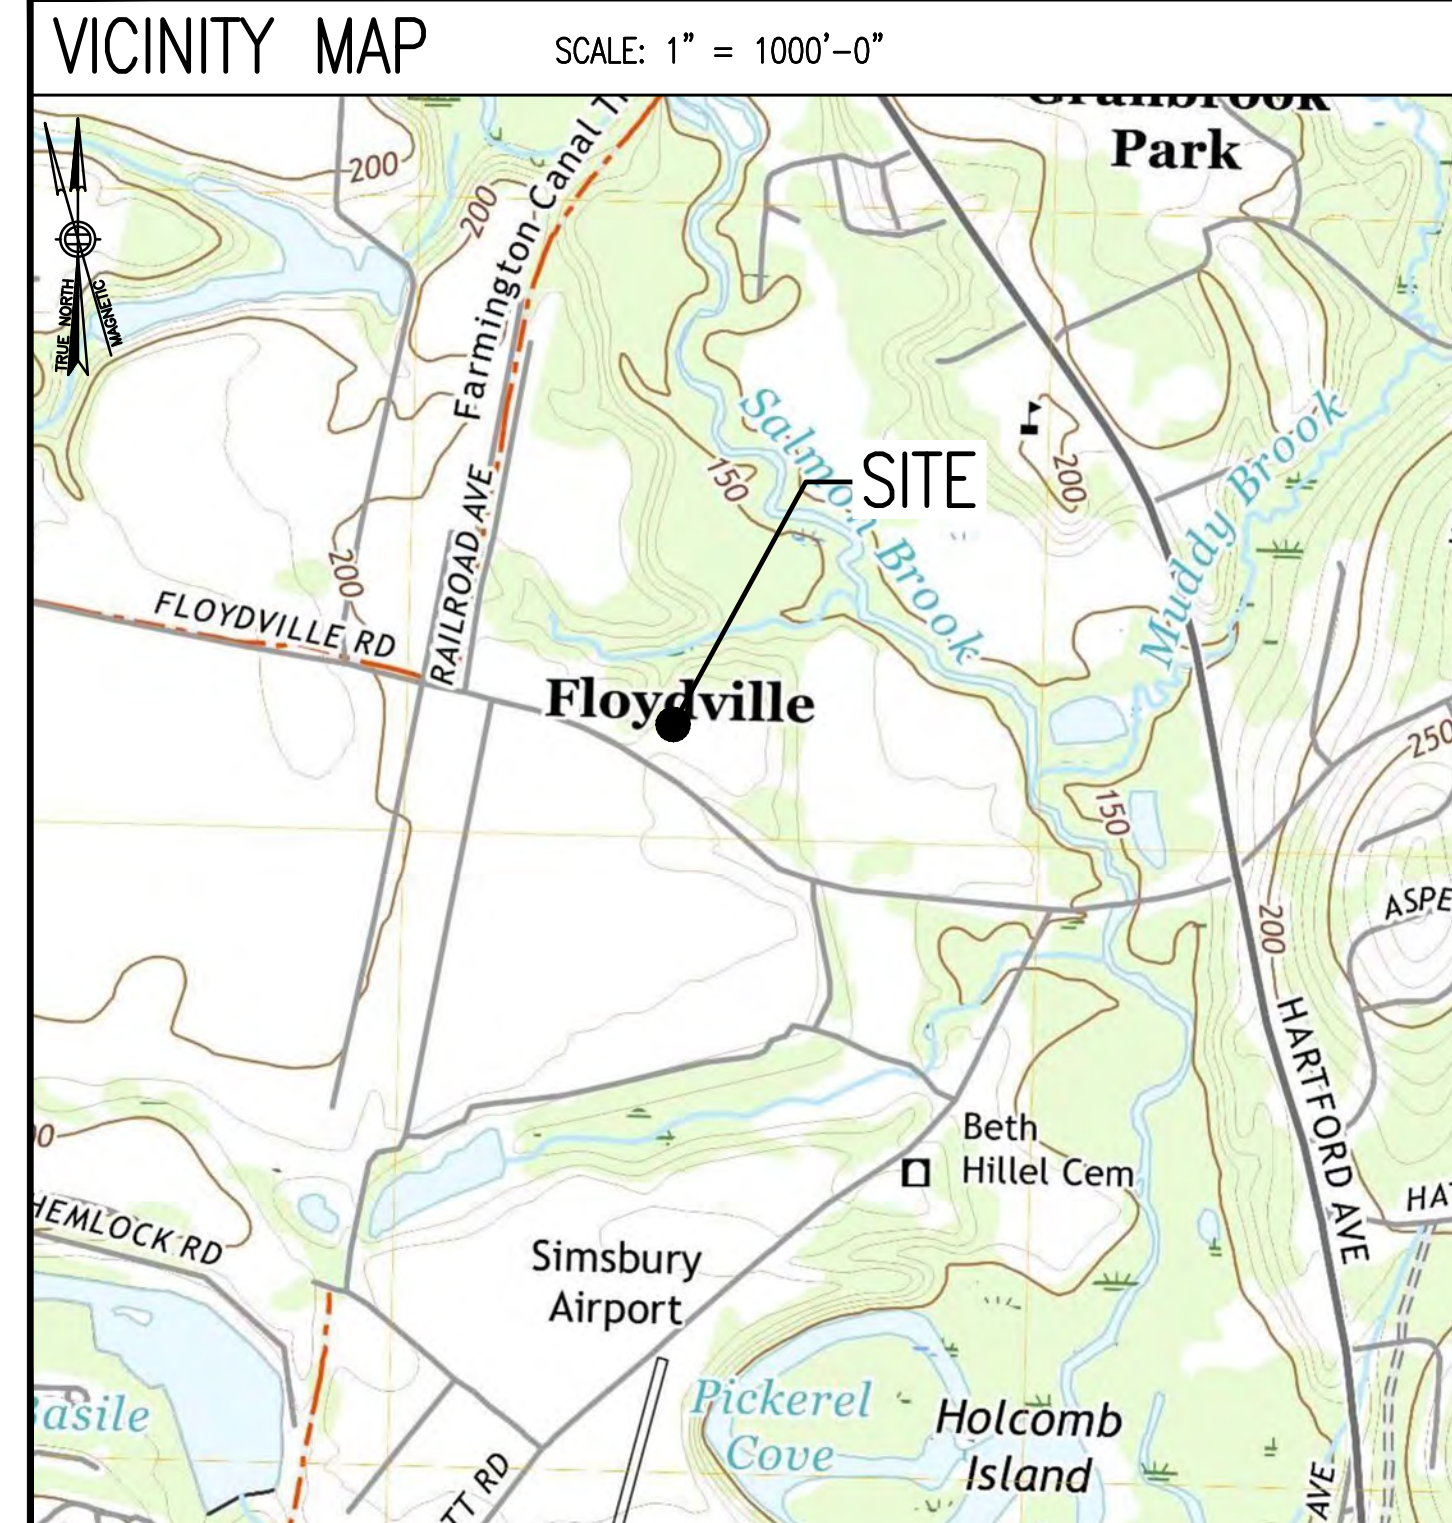 VICINITY MAP
SCALE: 1" = 1000'-0"
Park
200
200
Farmington-Canal
TRUE NORTH
MAGNETIC
Salmon Brook
150
SITE
200
Muddy Brook
RAILROAD AVE
200
FLOYDVILLE RD
Floydville
250
150
ASPE
200
HARTFORD AVE
Beth
Hillel Cem
HEMLOCK RD
HA
Simsbury
Airport
Pickerel
Cove
Holcomb
Island
asile
TT RD
AVE